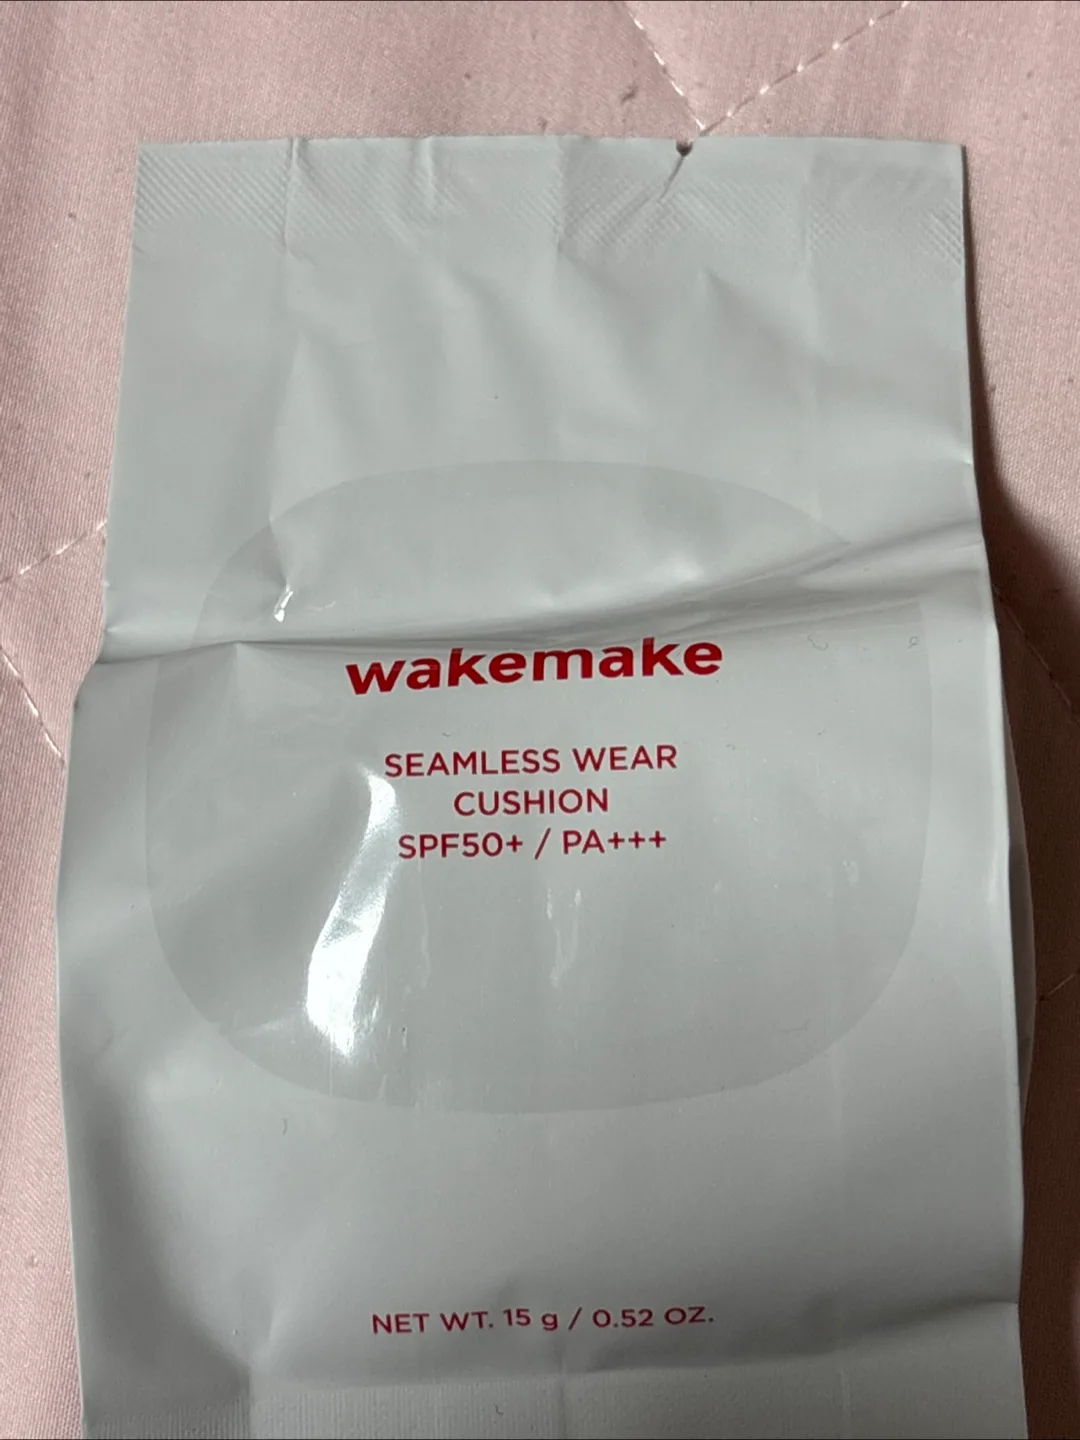 wakemake
SEAMLESS WEAR
CUSHION
SPF50+ / PA+++
NET WT. 15 g / 0.52 OZ.